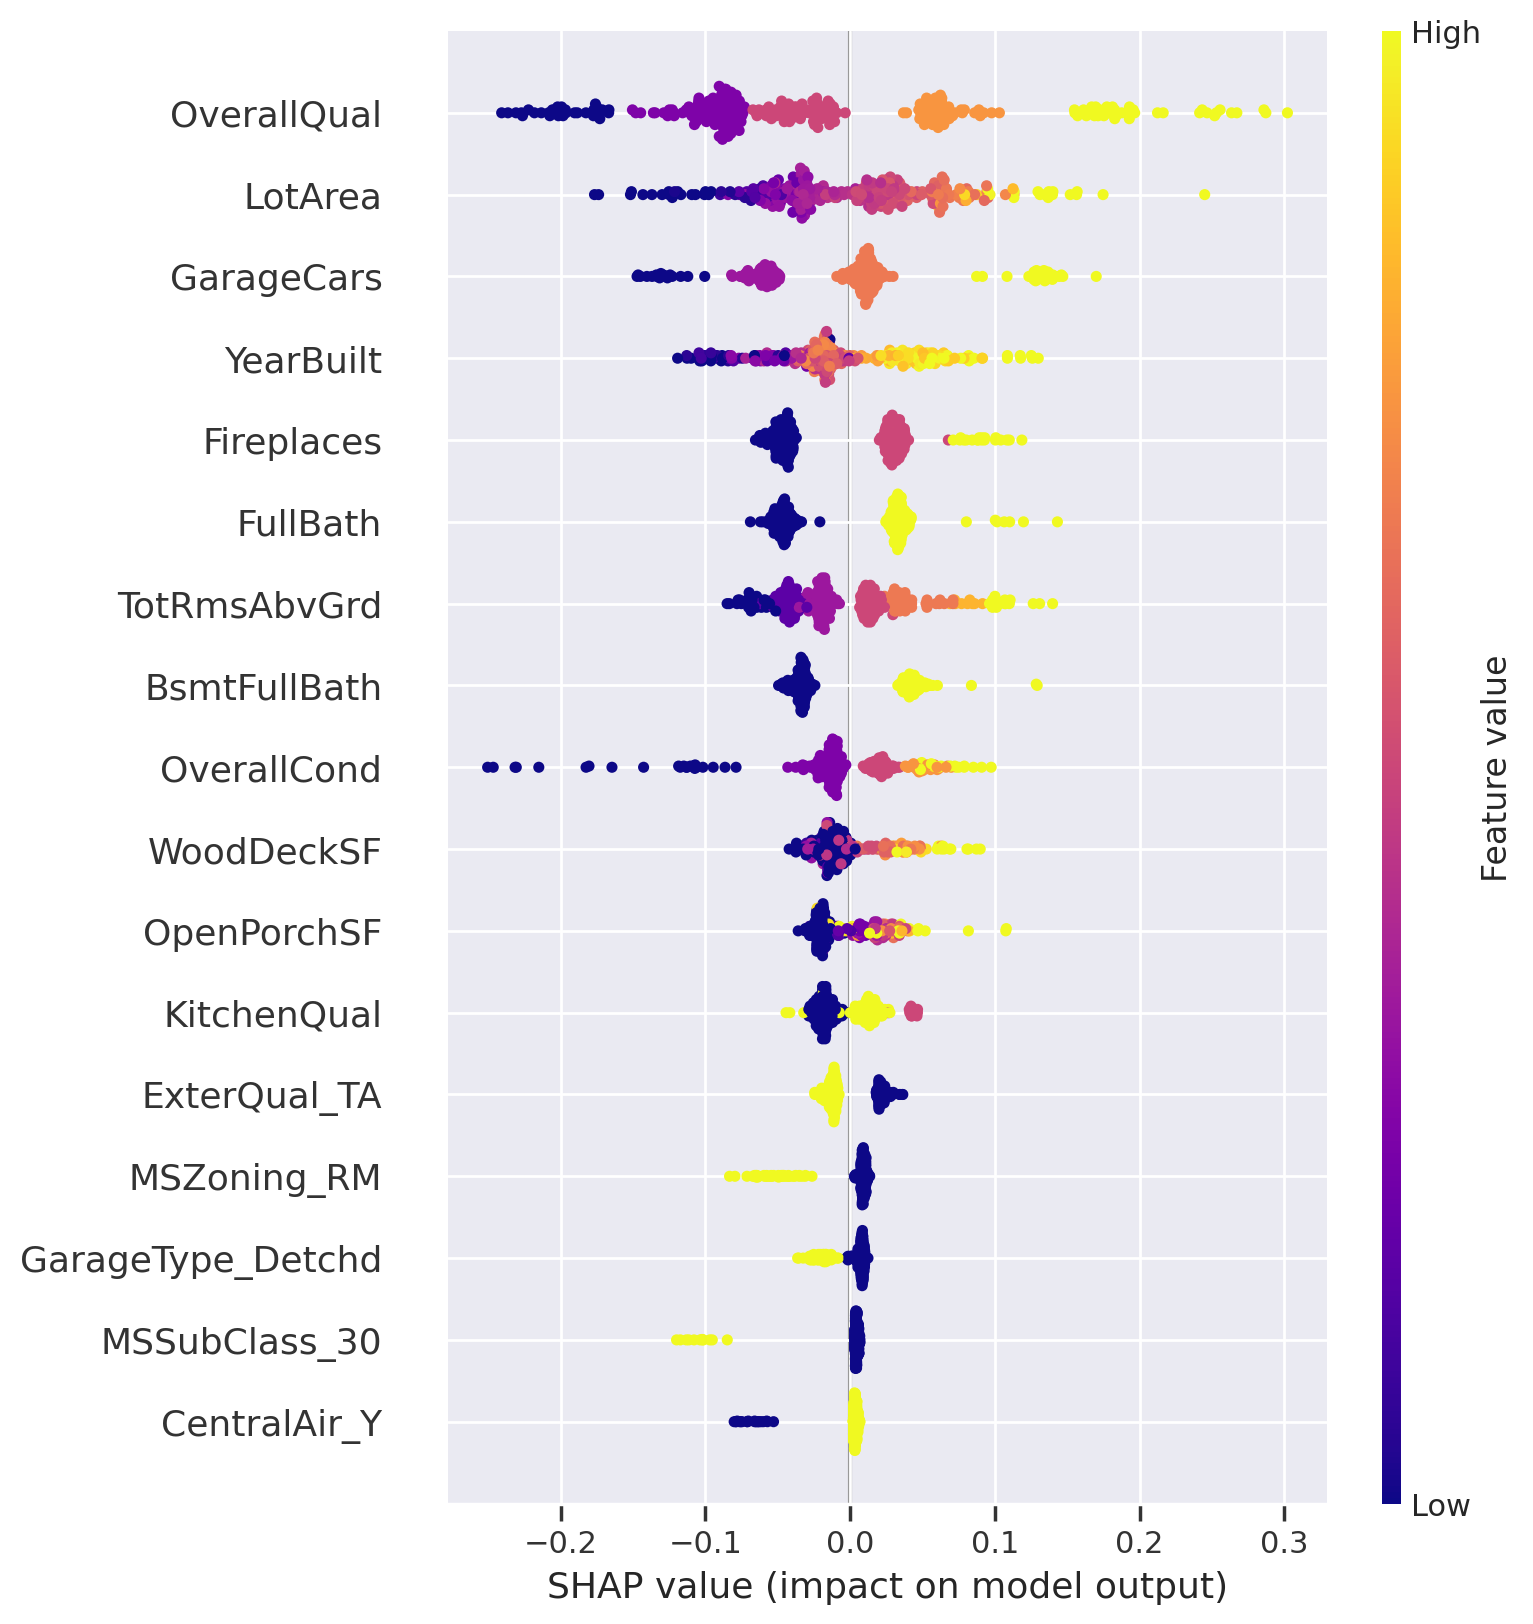 High
OverallQual
LotArea
GarageCars
YearBuilt
Fireplaces
FullBath
TotRmsAbvGrd
BsmtFullBath
OverallCond
WoodDeckSF
OpenPorchSF
KitchenQual
ExterQual_TA
MSZoning_RM
GarageType_Detchd
MSSubClass_30
CentralAir_Y
Feature value
Low
−0.2 −0.1 0.0 0.1 0.2 0.3
SHAP value (impact on model output)